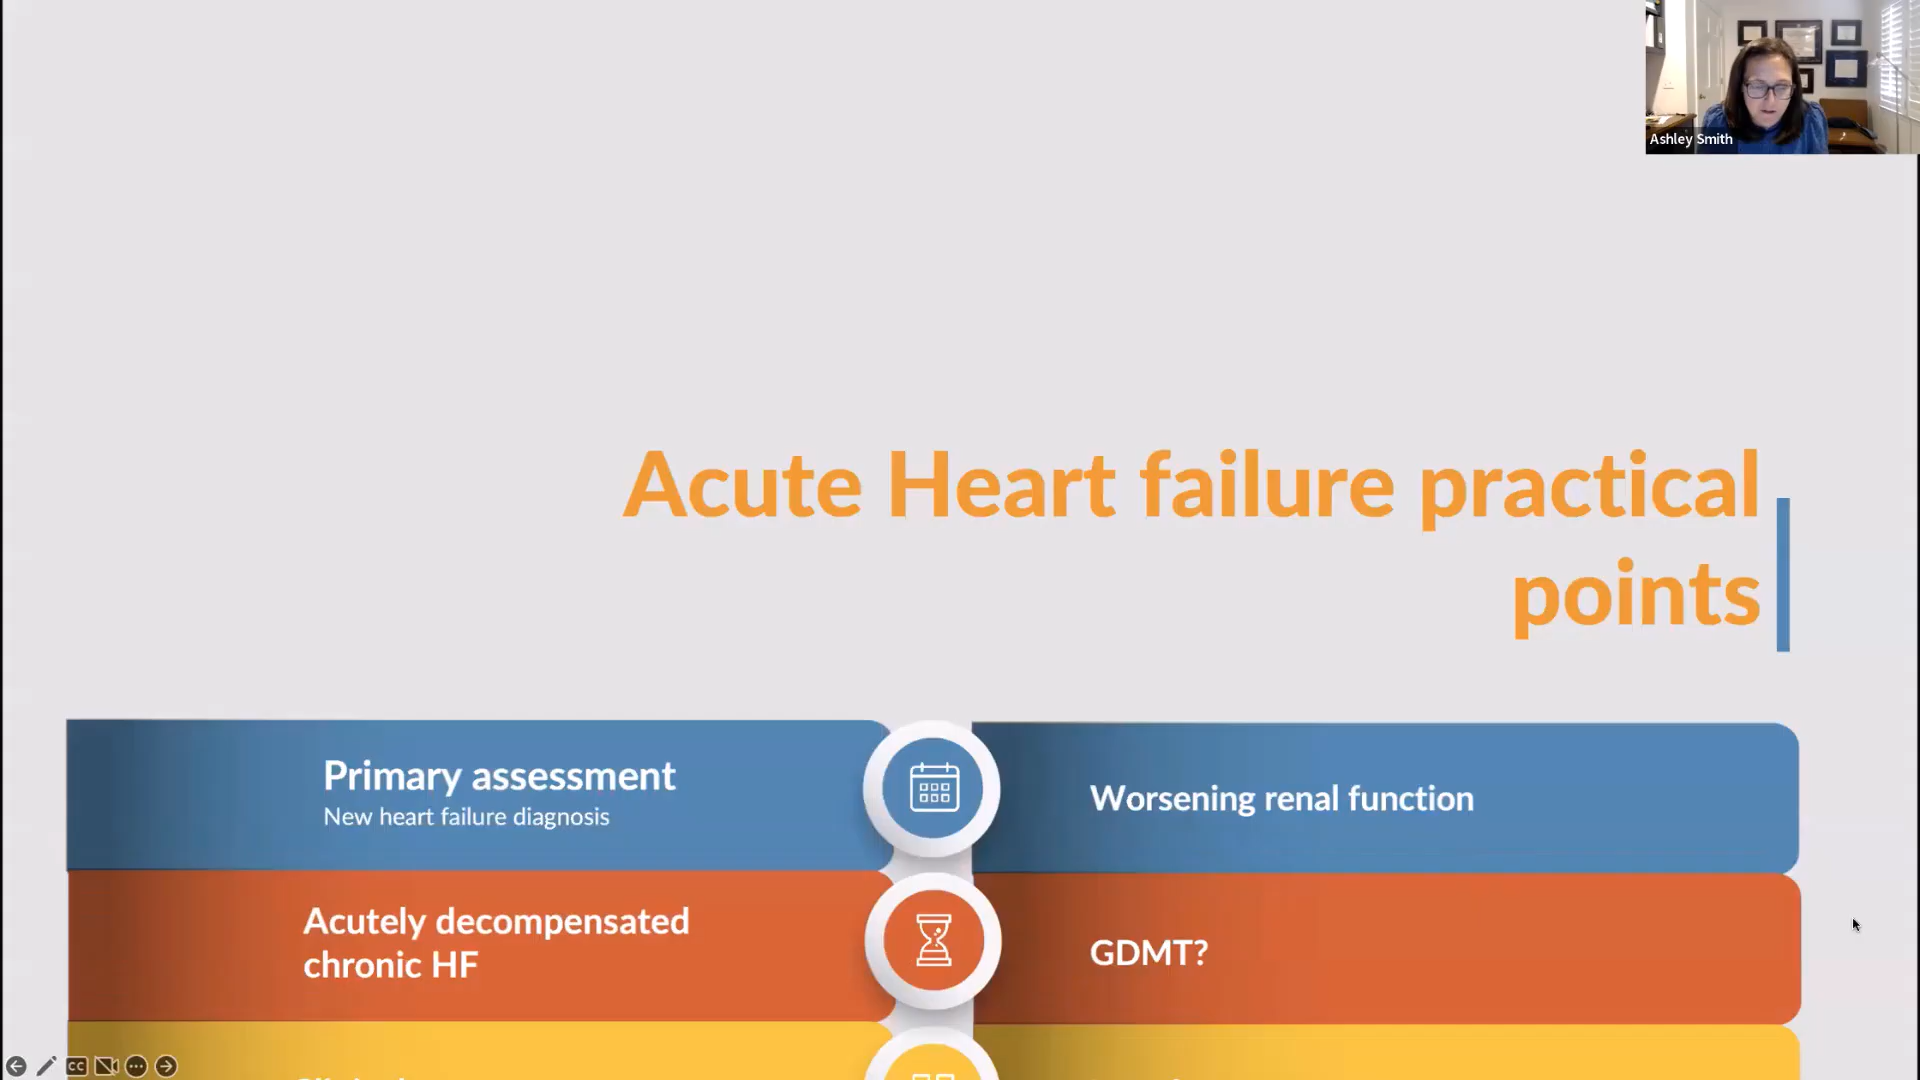 Ashley Smith
Acute Heart failure practical
points
Primary assessment
New heart failure diagnosis
Worsening renal function
Acutely decompensated
chronic HF
GDMT?
CC